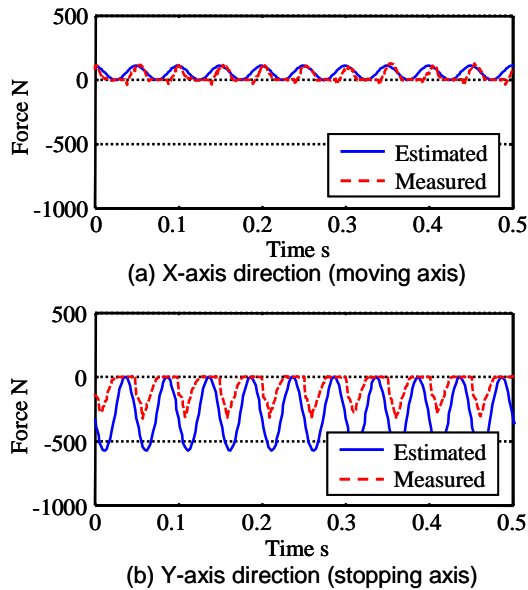 500
0
-500
-1000
Force N
Estimated
Measured
0 0.1 0.2 0.3 0.4 0.5
Time s
(a) X-axis direction (moving axis)
500
0
-500
-1000
Force N
Estimated
Measured
0 0.1 0.2 0.3 0.4 0.5
Time s
(b) Y-axis direction (stopping axis)